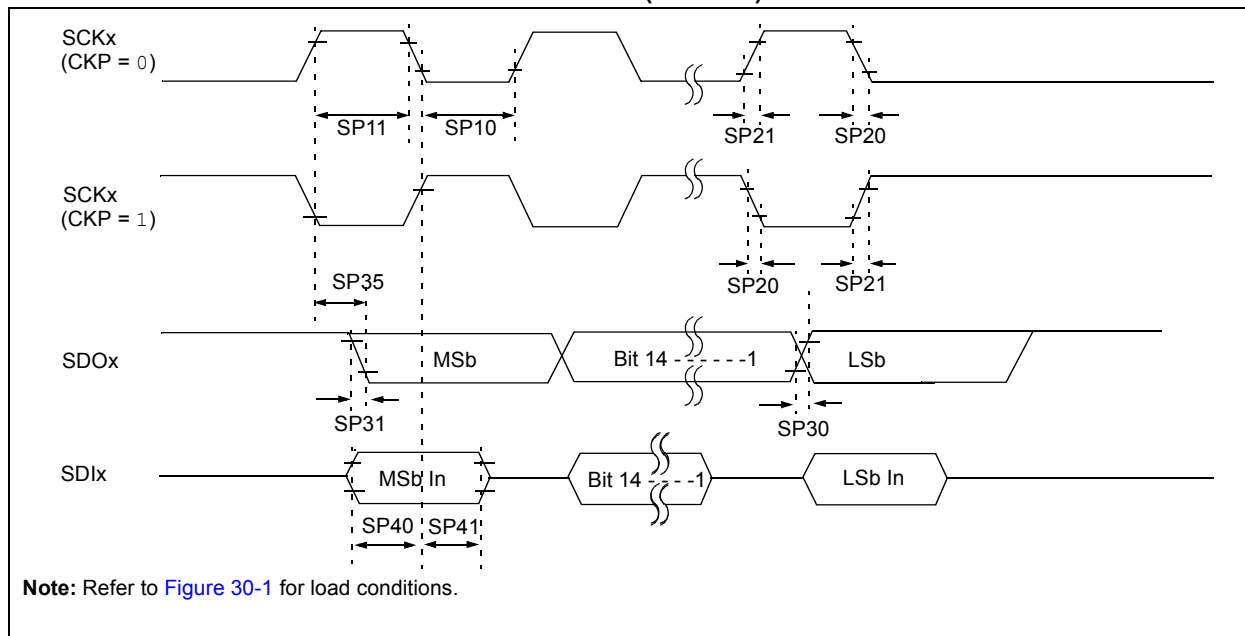 SCKx
(CKP = 0)
SP11
SP10
SP21
SP20
SCKx
(CKP = 1)
SP35
SP20
SP21
SDOx
MSb
Bit 14 - - - - - -1
LSb
SP31
SP30
SDIx
MSb In
Bit 14 - - - -1
LSb In
SP40
SP41
Note: Refer to Figure 30-1 for load conditions.